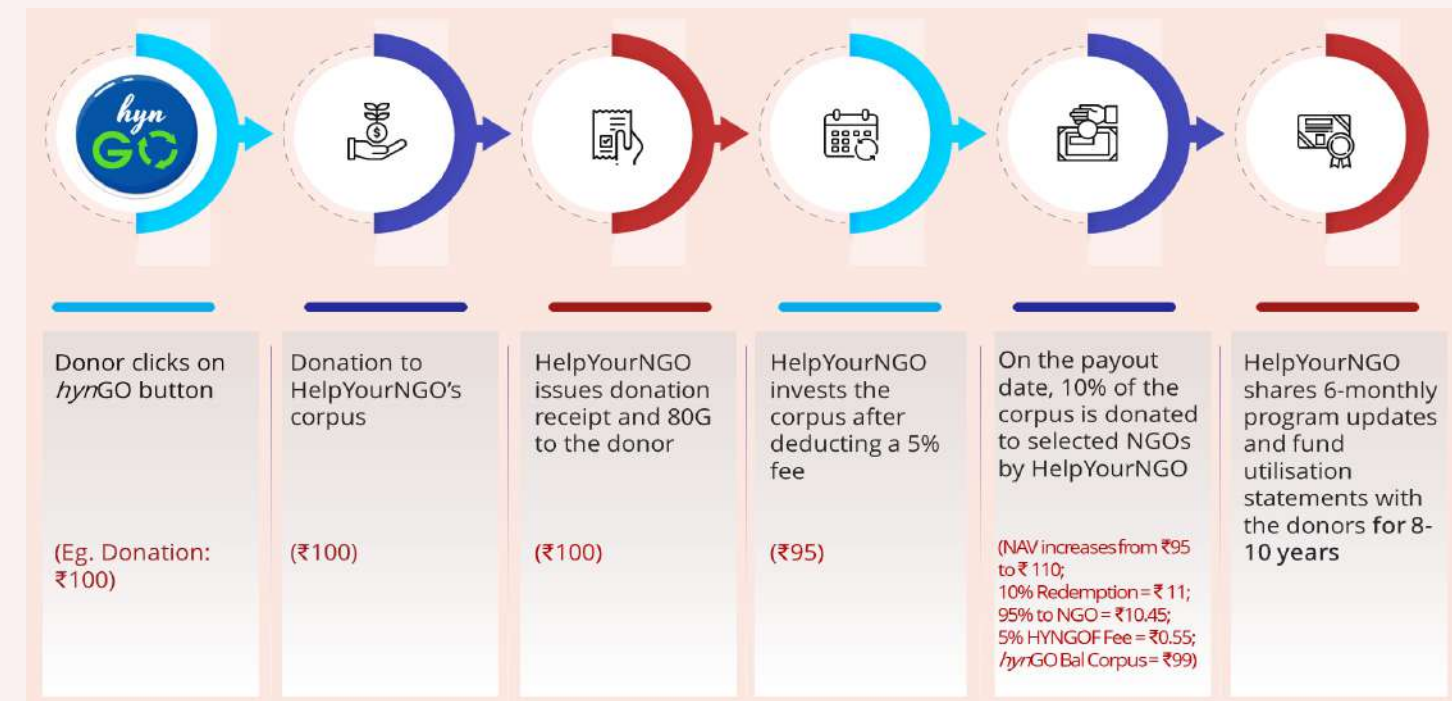 hyn
GO
$
Donor clicks on
hynGO button
(Eg. Donation:
₹100)
Donation to
HelpYourNGO’s
corpus
(₹100)
HelpYourNGO
issues donation
receipt and 80G
to the donor
(₹100)
HelpYourNGO
invests the
corpus after
deducting a 5%
fee
(₹95)
On the payout
date, 10% of the
corpus is donated
to selected NGOs
by HelpYourNGO
(NAV increases from ₹95
to ₹ 110;
10% Redemption = ₹ 11;
95% to NGO = ₹10.45;
5% HYNGOF Fee = ₹0.55;
hynGO Bal Corpus = ₹99)
HelpYourNGO
shares 6-monthly
program updates
and fund
utilisation
statements with
the donors for 8-
10 years